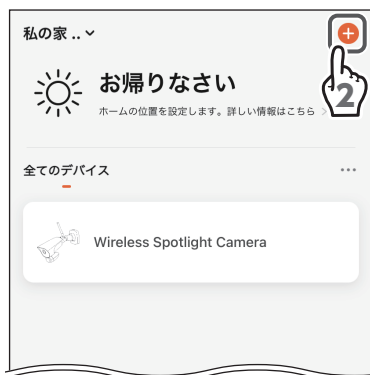 私の家 ..
お帰りなさい
ホームの位置を設定します。詳しい情報はこちら >
2
全てのデバイス
...
Wireless Spotlight Camera